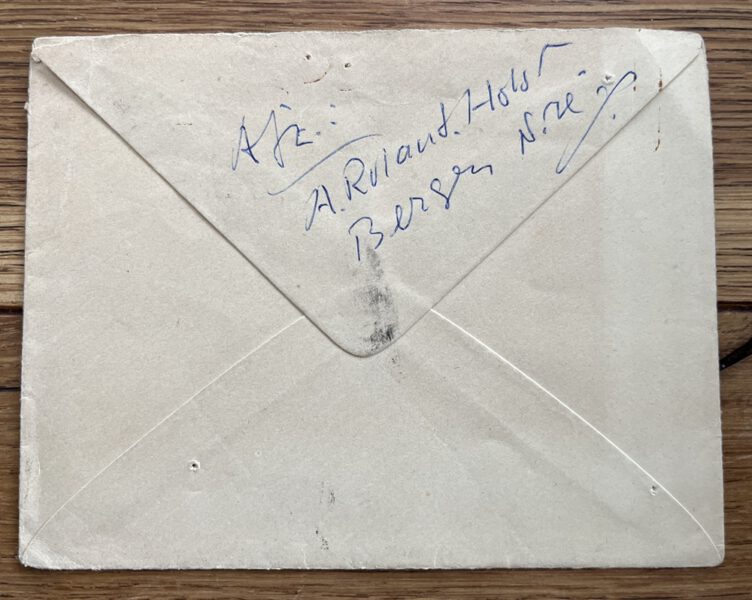 Afz.:
A. Roland. Holst
Bergen N.H.